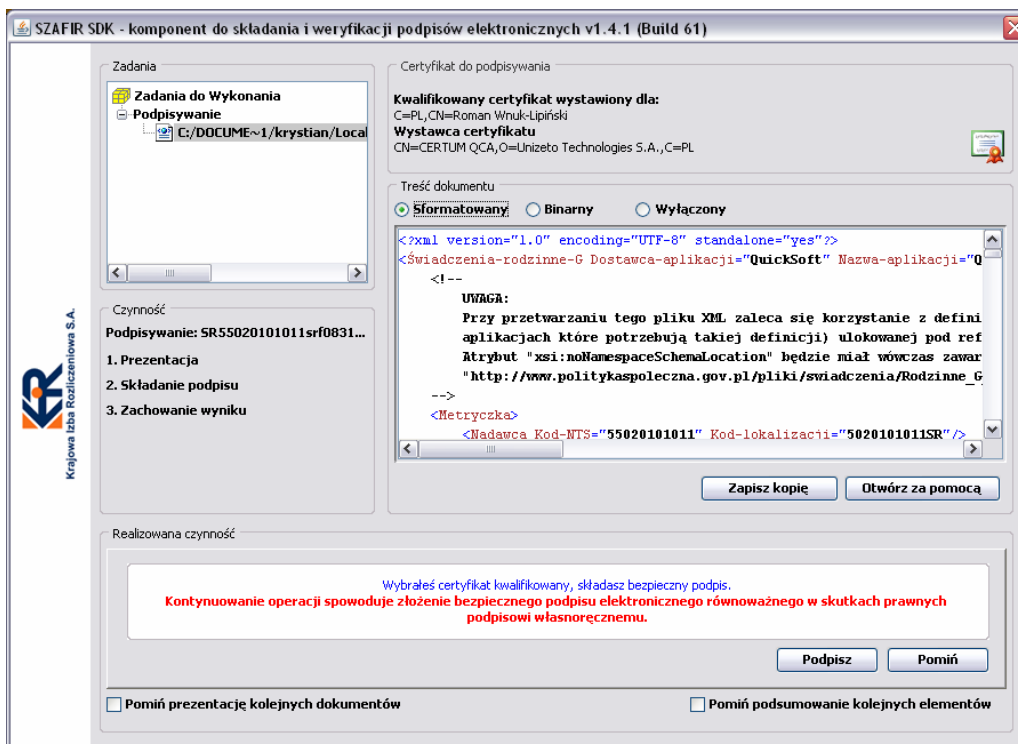 SZAFIR SDK - komponent do składania i weryfikacji podpisów elektronicznych v1.4.1 (Build 61)
Zadania
Zadania do Wykonania
Podpisywanie
C:/DOCUME~1/krystian/Local
Czynność
Podpisywanie: SR55020101011srf0831...
1. Prezentacja
2. Składanie podpisu
3. Zachowanie wyniku
KIR
Krajowa Izba Rozliczeniowa S.A.
Certyfikat do podpisywania
Kwalifikowany certyfikat wystawiony dla:
C=PL,CN=Roman Wnuk-Lipiński
Wystawca certyfikatu
CN=CERTUM QCA,O=Unizeto Technologies S.A.,C=PL
Treść dokumentu
Sformatowany Binarny Wyłączony
<?xml version="1.0" encoding="UTF-8" standalone="yes"?>
<Świadczenia-rodzinne-G Dostawca-aplikacji="QuickSoft" Nazwa-aplikacji="Q
<!--
UWAGA:
Przy przetwarzaniu tego pliku XML zaleca się korzystanie z defini
aplikacjach które potrzebują takiej definicji) ulokowanej pod ref
Atrybut "xsi:noNamespaceSchemaLocation" będzie miał wówczas zawar
"http://www.politykaspoleczna.gov.pl/pliki/swiadczenia/Rodzinne_G
-->
<Metryczka>
<Nadawca Kod-NTS="55020101011" Kod-lokalizacji="5020101011SR"/>
Zapisz kopię Otwórz za pomocą
Realizowana czynność
Wybrałeś certyfikat kwalifikowany, składasz bezpieczny podpis.
Kontynuowanie operacji spowoduje złożenie bezpiecznego podpisu elektronicznego równoważnego w skutkach prawnych
podpisowi własnoręcznemu.
Podpisz Pomiń
Pomiń prezentację kolejnych dokumentów Pomiń podsumowanie kolejnych elementów